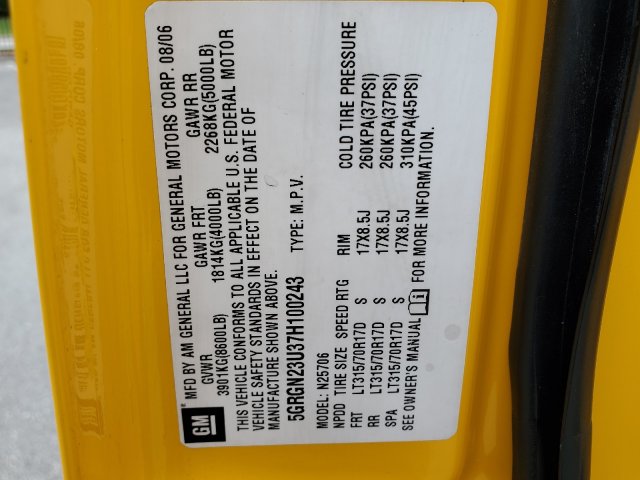 GM
MFD BY AM GENERAL LLC FOR GENERAL MOTORS CORP. 08/06
GVWR GAWR FRT GAWR RR
3901KG(8600LB) 1814KG(4000LB) 2268KG(5000LB)
THIS VEHICLE CONFORMS TO ALL APPLICABLE U.S. FEDERAL MOTOR
VEHICLE SAFETY STANDARDS IN EFFECT ON THE DATE OF
MANUFACTURE SHOWN ABOVE.
5GRGN23U37H100243 TYPE: M.P.V.
MODEL: N25706
NPDD TIRE SIZE SPEED RTG RIM COLD TIRE PRESSURE
FRT LT315/70R17D S 17X8.5J 260KPA(37PSI)
RR LT315/70R17D S 17X8.5J 260KPA(37PSI)
SPA LT315/70R17D S 17X8.5J 310KPA(45PSI)
SEE OWNER'S MANUAL FOR MORE INFORMATION.